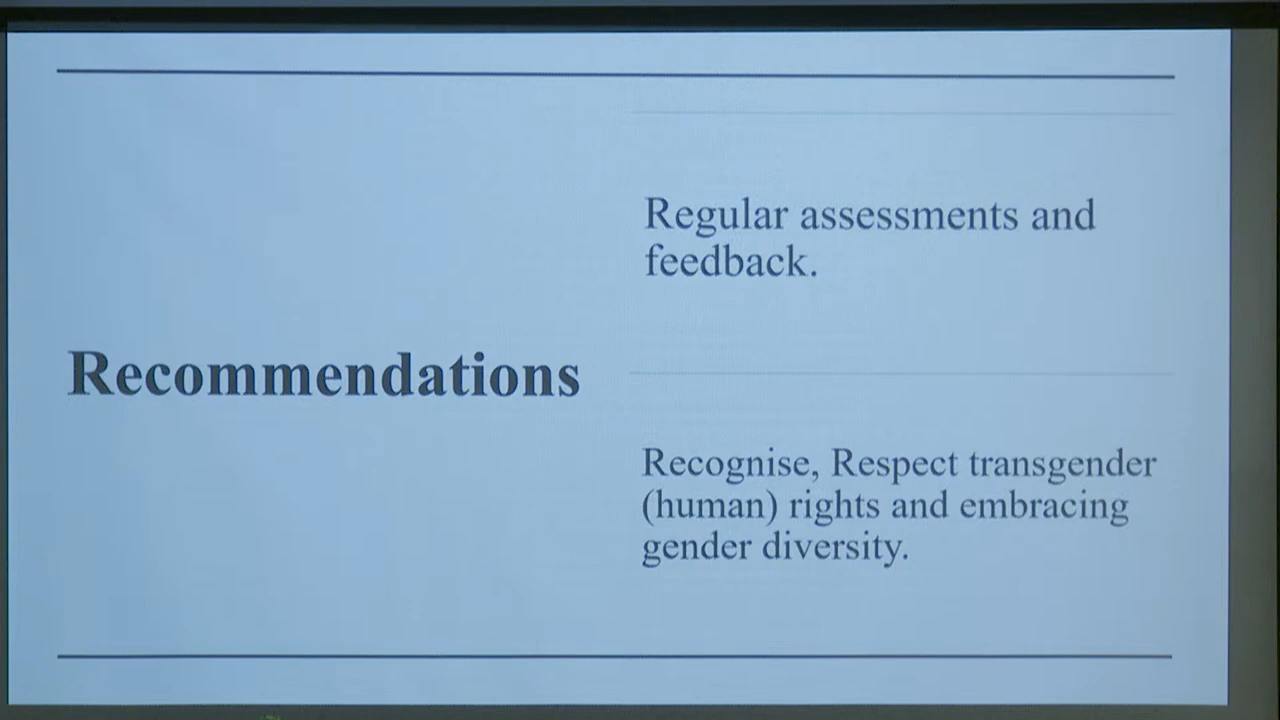 Recommendations
Regular assessments and
feedback.
Recognise, Respect transgender
(human) rights and embracing
gender diversity.